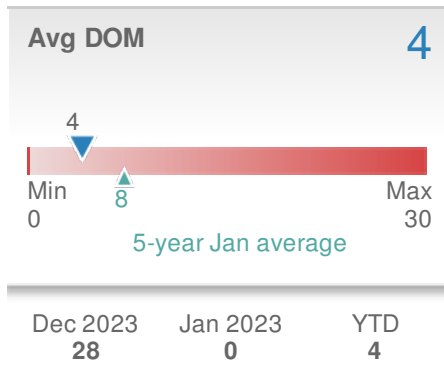 Avg DOM 4
4
Min Max
0 8 30
5-year Jan average
Dec 2023 Jan 2023 YTD
28 0 4